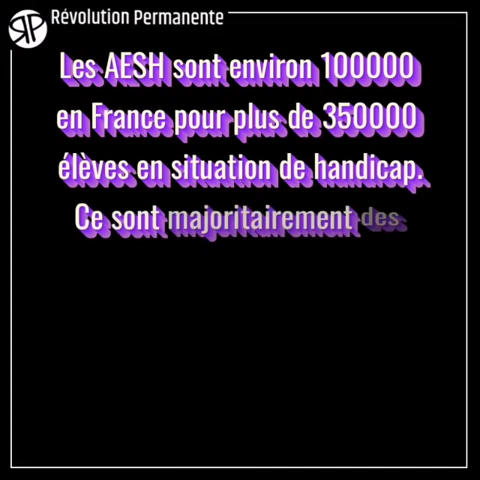 Révolution Permanente
Les AESH sont environ 100000
en France pour plus de 350000
élèves en situation de handicap.
Ce sont majoritairement des